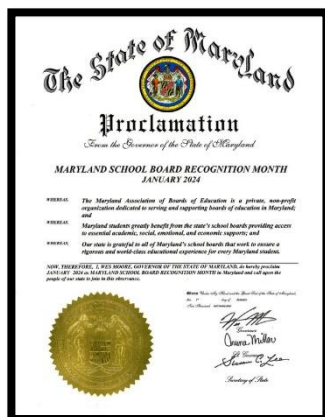 The State of Maryland
Proclamation
From the Governor of the State of Maryland
MARYLAND SCHOOL BOARD RECOGNITION MONTH
JANUARY 2024
WHEREAS, The Maryland Association of Boards of Education is a private, non-profit
organization dedicated to serving and supporting boards of education in Maryland;
and
WHEREAS, Maryland students greatly benefit from the state's school boards providing access
to essential academic, social, emotional, and economic supports; and
WHEREAS, Our state is grateful to all of Maryland's school boards that work to ensure a
rigorous and world-class educational experience for every Maryland student.
NOW, THEREFORE, I, WES MOORE, GOVERNOR OF THE STATE OF MARYLAND, do hereby proclaim
JANUARY 2024 as MARYLAND SCHOOL BOARD RECOGNITION MONTH and call upon the
people of our state to join in this observance.
Governor
Lt. Governor
Secretary of State